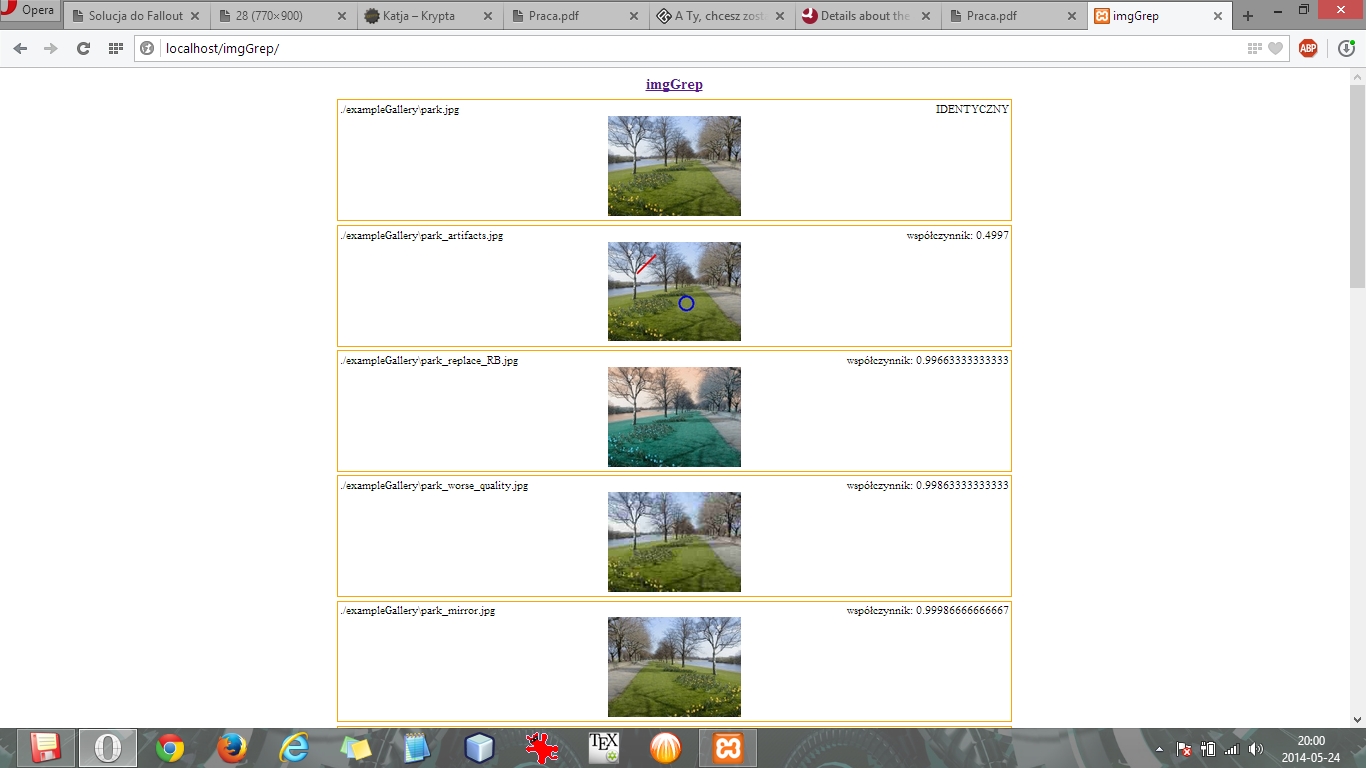 Opera
Solucja do Fallout
28 (770×900)
Katja – Krypta
Praca.pdf
A Ty, chcesz zost
Details about the
Praca.pdf
imgGrep
localhost/imgGrep/
ABP
imgGrep
./exampleGallery\park.jpg IDENTYCZNY
./exampleGallery\park_artifacts.jpg współczynnik: 0.4997
./exampleGallery\park_replace_RB.jpg współczynnik: 0.99663333333333
./exampleGallery\park_worse_quality.jpg współczynnik: 0.99863333333333
./exampleGallery\park_mirror.jpg współczynnik: 0.99986666666667
TEX
20:00
2014-05-24